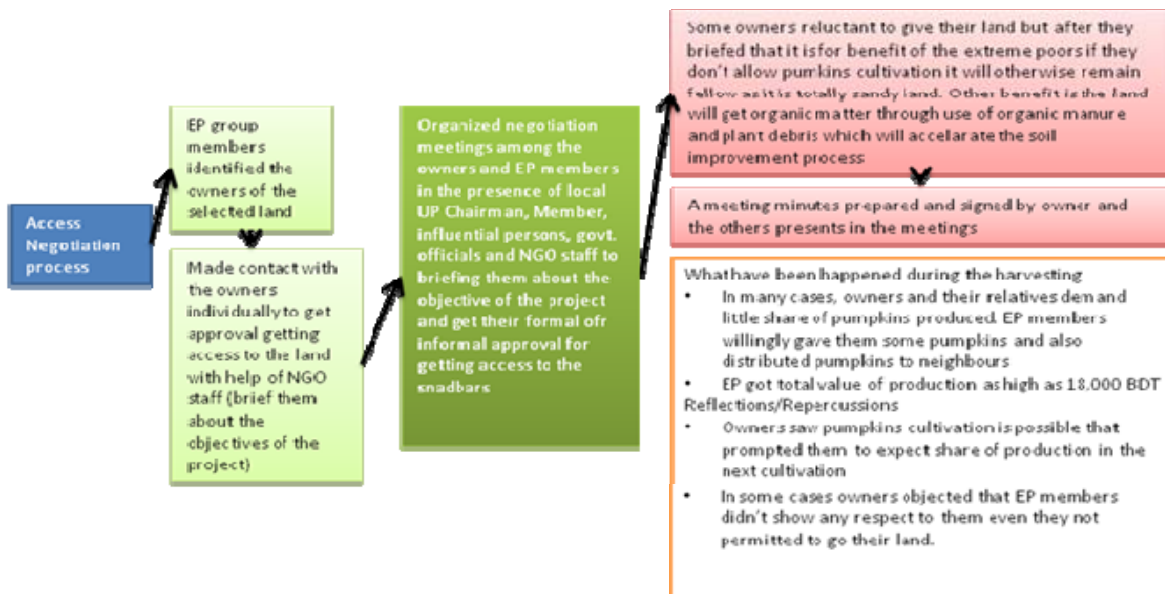 Access
Negotiation
process
EP group
members
identified the
owners of the
selected land
Made contact with
the owners
individually to get
approval getting
access to the land
with help of NGO
staff (brief them
about the
objectives of the
project)
Organized negotiation
meetings among the
owners and EP members
in the presence of local
UP Chairman, Member,
influential persons, govt.
officials and NGO staff to
briefing them about the
objective of the project
and get their formal ofr
informal approval for
getting access to the
snadbars
Some owners reluctant to give their land but after they
briefed that it is for benefit of the extreme poors if they
don't allow pumkins cultivation it will otherwise remain
fellow as it is totally sandy land. Other benefit is the land
will get organic matter through use of organic manure
and plant debris which will accellarate the soil
improvement process
A meeting minutes prepared and signed by owner and
the others presents in the meetings
What have been happened during the harvesting
• In many cases, owners and their relatives demand
little share of pumpkins produced. EP members
willingly gave them some pumpkins and also
distributed pumpkins to neighbours
• EP got total value of production as high as 18.000 BDT
Reflections/Repercussions
• Owners saw pumpkins cultivation is possible that
prompted them to expect share of production in the
next cultivation
• In some cases owners objected that EP members
didn't show any respect to them even they not
permitted to go their land.